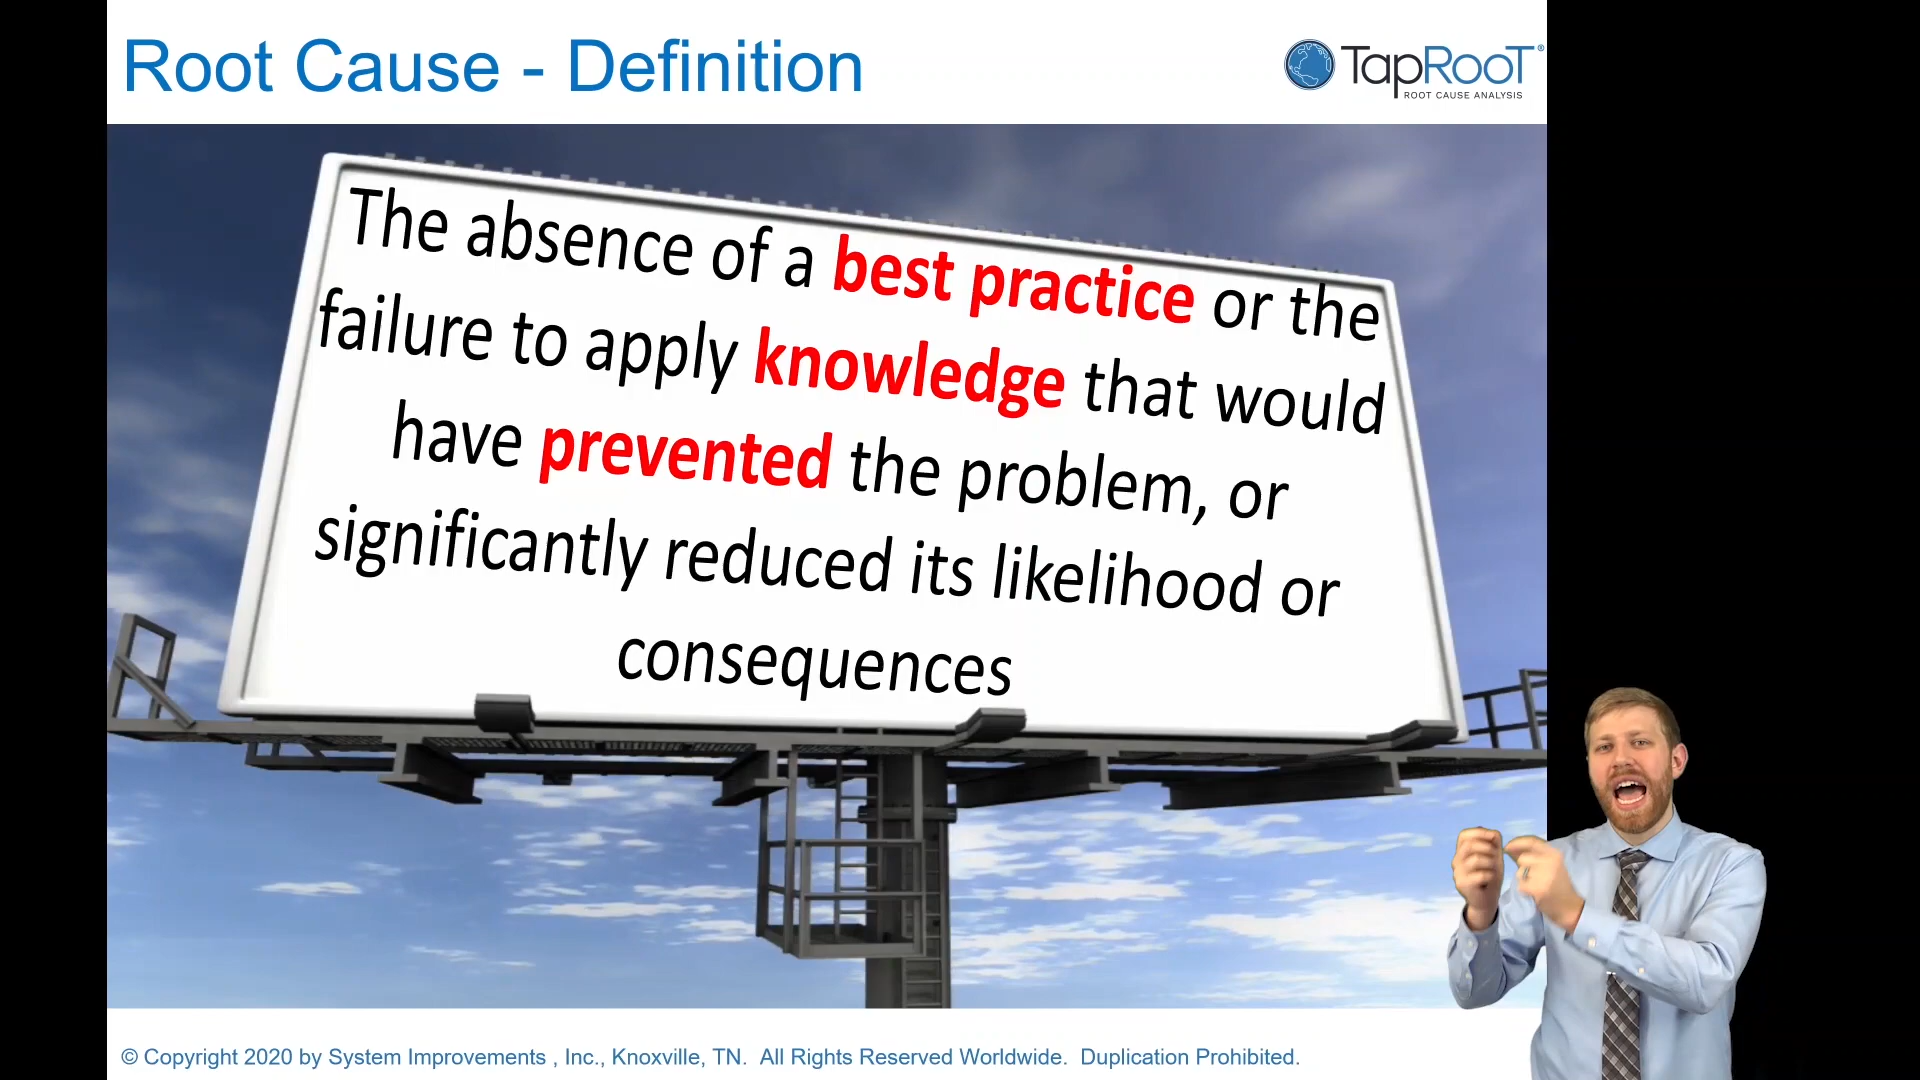 Root Cause - Definition
TapRooT®
ROOT CAUSE ANALYSIS
The absence of a best practice or the
failure to apply knowledge that would
have prevented the problem, or
significantly reduced its likelihood or
consequences
© Copyright 2020 by System Improvements , Inc., Knoxville, TN.  All Rights Reserved Worldwide.  Duplication Prohibited.